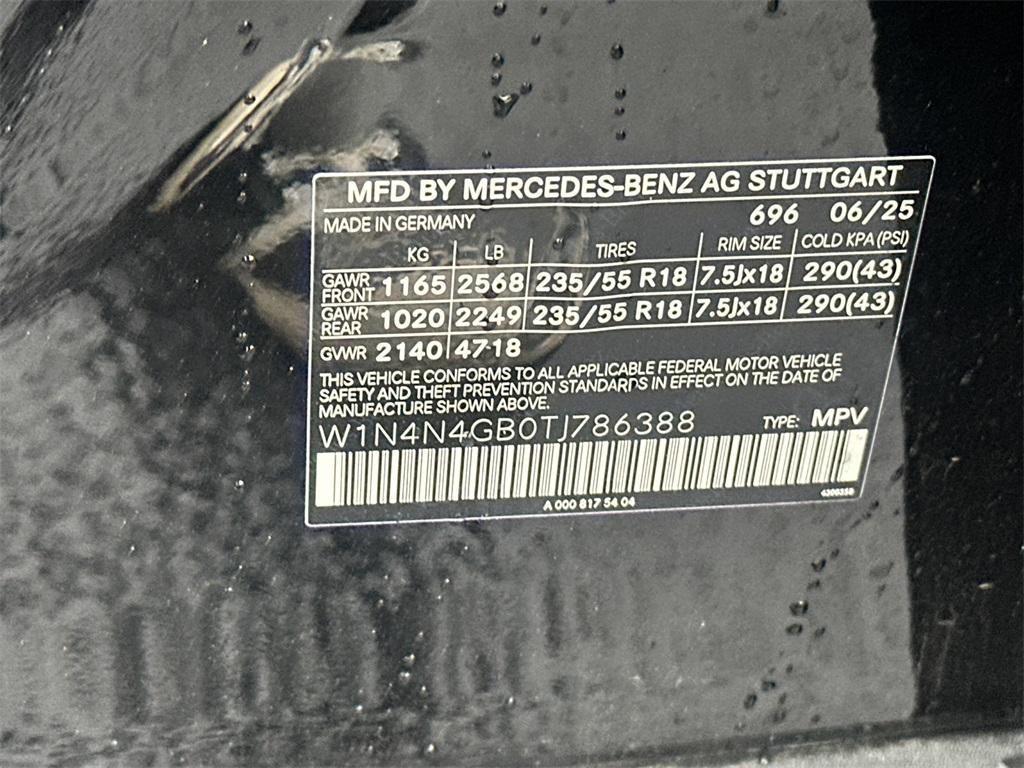 MFD BY MERCEDES-BENZ AG STUTTGART
MADE IN GERMANY 696 06/25
KG LB TIRES RIM SIZE COLD KPA (PSI)
GAWR FRONT 1165 2568 235/55 R18 7.5Jx18 290(43)
GAWR REAR 1020 2249 235/55 R18 7.5Jx18 290(43)
GVWR 2140 4718
THIS VEHICLE CONFORMS TO ALL APPLICABLE FEDERAL MOTOR VEHICLE
SAFETY AND THEFT PREVENTION STANDARDS IN EFFECT ON THE DATE OF
MANUFACTURE SHOWN ABOVE.
W1N4N4GB0TJ786388 TYPE: MPV
A 000 817 54 04